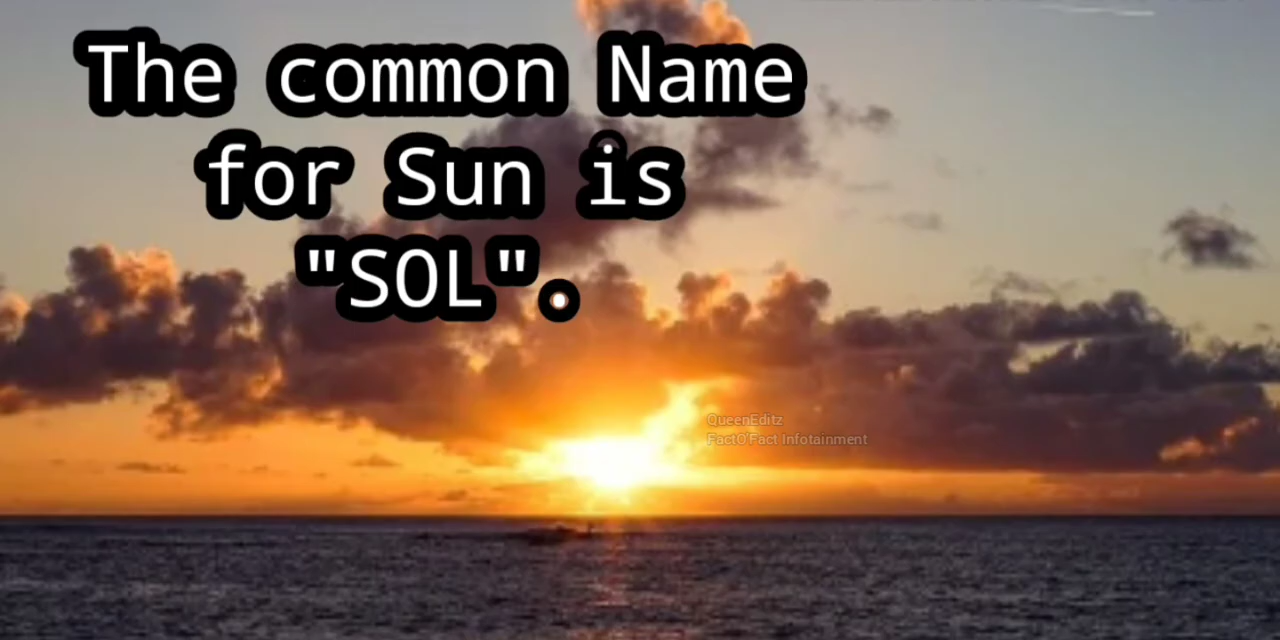 The common Name
for Sun is
"SOL".
QueenEditz
FactO'Fact Infotainment